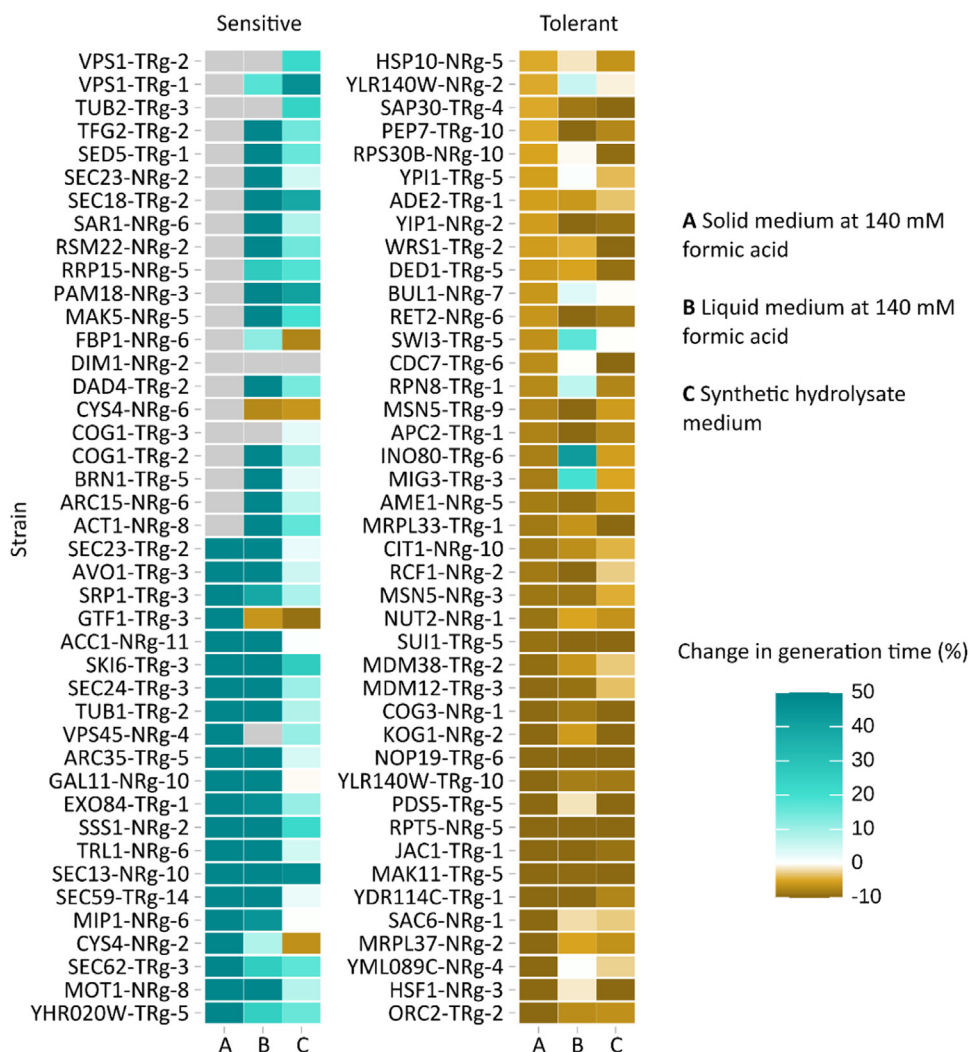 Sensitive
Tolerant
VPS1-TRg-2
VPS1-TRg-1
TUB2-TRg-3
TFG2-TRg-2
SED5-TRg-1
SEC23-NRg-2
SEC18-TRg-2
SAR1-NRg-6
RSM22-NRg-2
RRP15-NRg-5
PAM18-NRg-3
MAK5-NRg-5
FBP1-NRg-6
DIM1-NRg-2
DAD4-TRg-2
CYS4-NRg-6
COG1-TRg-3
COG1-TRg-2
BRN1-TRg-5
ARC15-NRg-6
ACT1-NRg-8
SEC23-TRg-2
AVO1-TRg-3
SRP1-TRg-3
GTF1-TRg-3
ACC1-NRg-11
SKI6-TRg-3
SEC24-TRg-3
TUB1-TRg-2
VPS45-NRg-4
ARC35-TRg-5
GAL11-NRg-10
EXO84-TRg-1
SSS1-NRg-2
TRL1-NRg-6
SEC13-NRg-10
SEC59-TRg-14
MIP1-NRg-6
CYS4-NRg-2
SEC62-TRg-3
MOT1-NRg-8
YHR020W-TRg-5
Strain
A B C
HSP10-NRg-5
YLR140W-NRg-2
SAP30-TRg-4
PEP7-TRg-10
RPS30B-NRg-10
YPI1-TRg-5
ADE2-TRg-1
YIP1-NRg-2
WRS1-TRg-2
DED1-TRg-5
BUL1-NRg-7
RET2-NRg-6
SWI3-TRg-5
CDC7-TRg-6
RPN8-TRg-1
MSN5-TRg-9
APC2-TRg-1
INO80-TRg-6
MIG3-TRg-3
AME1-NRg-5
MRPL33-TRg-1
CIT1-NRg-10
RCF1-NRg-2
MSN5-NRg-3
NUT2-NRg-1
SUI1-TRg-5
MDM38-TRg-2
MDM12-TRg-3
COG3-NRg-1
KOG1-NRg-2
NOP19-TRg-6
YLR140W-TRg-10
PDS5-TRg-5
RPT5-NRg-5
JAC1-TRg-1
MAK11-TRg-5
YDR114C-TRg-1
SAC6-NRg-1
MRPL37-NRg-2
YML089C-NRg-4
HSF1-NRg-3
ORC2-TRg-2
A B C
A Solid medium at 140 mM
formic acid
B Liquid medium at 140 mM
formic acid
C Synthetic hydrolysate
medium
Change in generation time (%)
50
40
30
20
10
0
-10